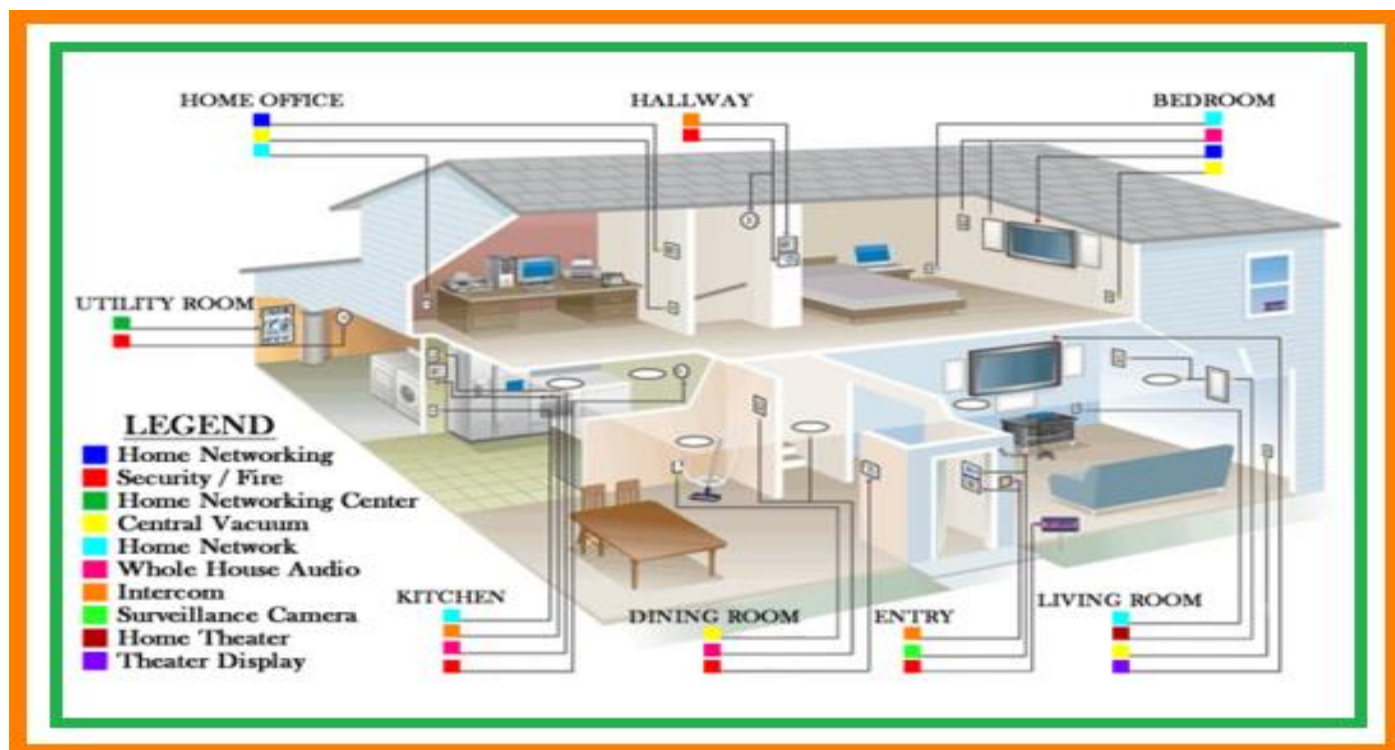 HOME OFFICE
HALLWAY
BEDROOM
UTILITY ROOM
LEGEND
Home Networking
Security / Fire
Home Networking Center
Central Vacuum
Home Network
Whole House Audio
Intercom
Surveillance Camera
Home Theater
Theater Display
KITCHEN
DINING ROOM
ENTRY
LIVING ROOM